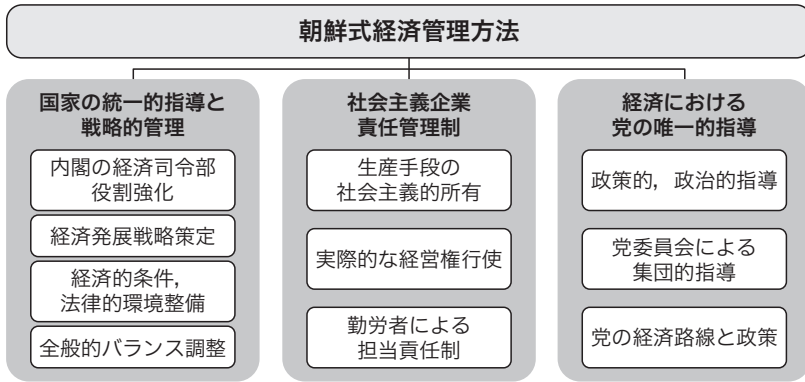 朝鮮式経済管理方法
国家の統一的指導と
戦略的管理
内閣の経済司令部
役割強化
経済発展戦略策定
経済的条件,
法律的環境整備
全般的バランス調整
社会主義企業
責任管理制
生産手段の
社会主義的所有
実際的な経営権行使
勤労者による
担当責任制
経済における
党の唯一的指導
政策的，政治的指導
党委員会による
集団的指導
党の経済路線と政策